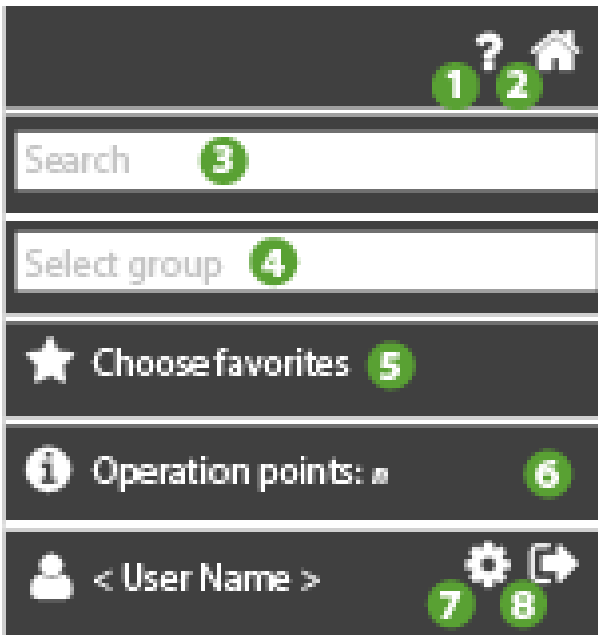 ?
1 2
Search 3
Select group 4
Choose favorites 5
i Operation points: n 6
< User Name >
7 8